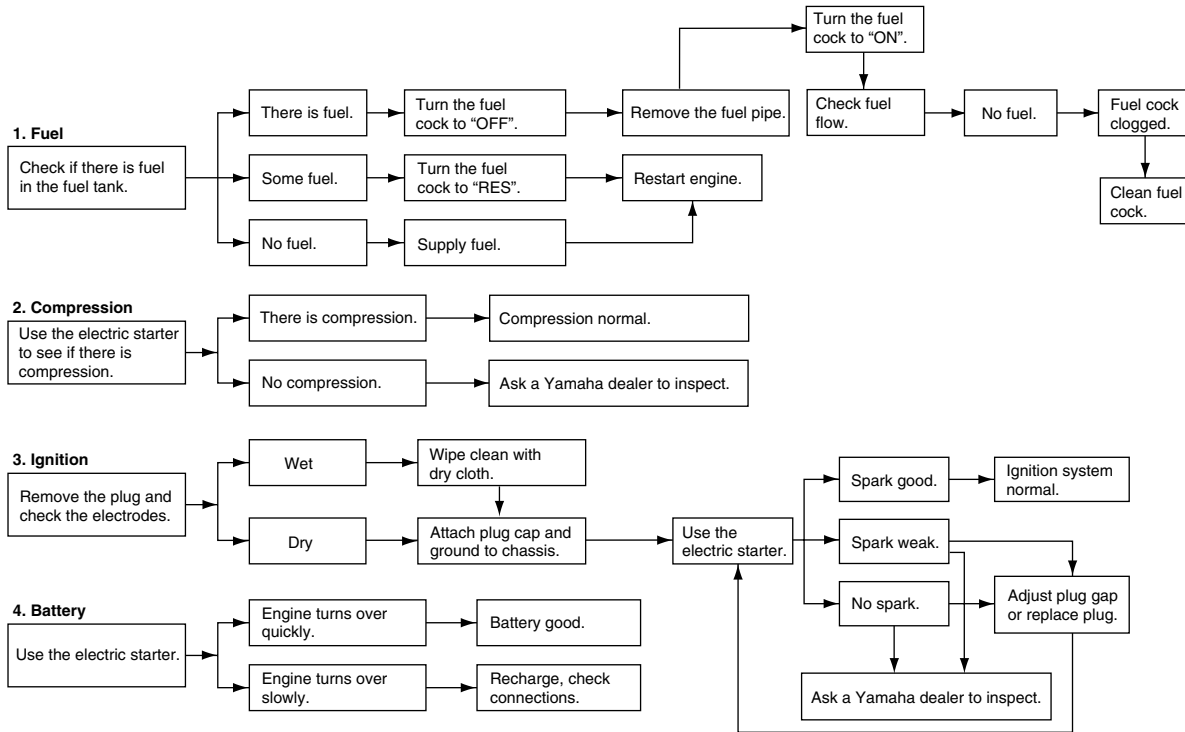 1. Fuel
Check if there is fuel
in the fuel tank.
There is fuel.
Turn the fuel
cock to “OFF”.
Remove the fuel pipe.
Turn the fuel
cock to “ON”.
Check fuel
flow.
No fuel.
Fuel cock
clogged.
Clean fuel
cock.
Some fuel.
Turn the fuel
cock to “RES”.
Restart engine.
No fuel.
Supply fuel.
2. Compression
Use the electric starter
to see if there is
compression.
There is compression.
Compression normal.
No compression.
Ask a Yamaha dealer to inspect.
3. Ignition
Remove the plug and
check the electrodes.
Wet
Wipe clean with
dry cloth.
Dry
Attach plug cap and
ground to chassis.
Use the
electric starter.
Spark good.
Ignition system
normal.
Spark weak.
No spark.
Adjust plug gap
or replace plug.
Ask a Yamaha dealer to inspect.
4. Battery
Use the electric starter.
Engine turns over
quickly.
Battery good.
Engine turns over
slowly.
Recharge, check
connections.